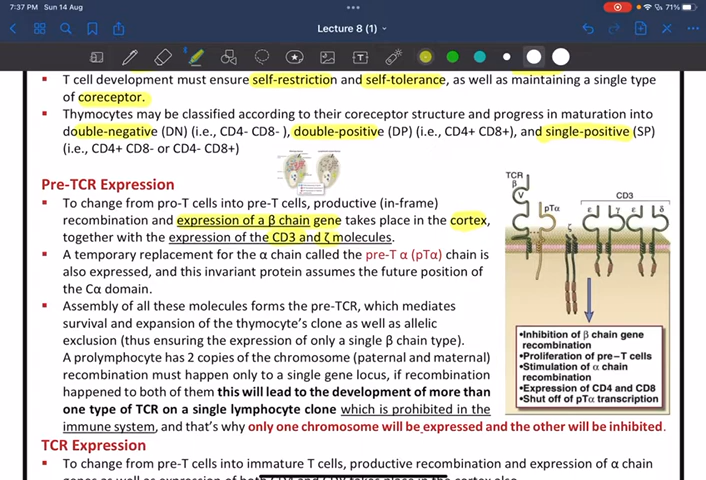 7:37 PM Sun 14 Aug
71%
Lecture 8 (1)
T cell development must ensure self-restriction and self-tolerance, as well as maintaining a single type
of coreceptor.
Thymocytes may be classified according to their coreceptor structure and progress in maturation into
double-negative (DN) (i.e., CD4- CD8- ), double-positive (DP) (i.e., CD4+ CD8+), and single-positive (SP)
(i.e., CD4+ CD8- or CD4- CD8+)
Pre-TCR Expression
To change from pro-T cells into pre-T cells, productive (in-frame)
recombination and expression of a β chain gene takes place in the cortex,
together with the expression of the CD3 and ζ molecules.
A temporary replacement for the α chain called the pre-T α (pTα) chain is
also expressed, and this invariant protein assumes the future position of
the Cα domain.
Assembly of all these molecules forms the pre-TCR, which mediates
survival and expansion of the thymocyte's clone as well as allelic
exclusion (thus ensuring the expression of only a single β chain type).
A prolymphocyte has 2 copies of the chromosome (paternal and maternal)
recombination must happen only to a single gene locus, if recombination
happened to both of them this will lead to the development of more than
one type of TCR on a single lymphocyte clone which is prohibited in the
immune system, and that's why only one chromosome will be expressed and the other will be inhibited.
TCR
β
V
pTα
ζ
CD3
ε γ ε δ
•Inhibition of β chain gene
recombination
•Proliferation of pre–T cells
•Stimulation of α chain
recombination
•Expression of CD4 and CD8
•Shut off of pTα transcription
TCR Expression
To change from pre-T cells into immature T cells, productive recombination and expression of α chain